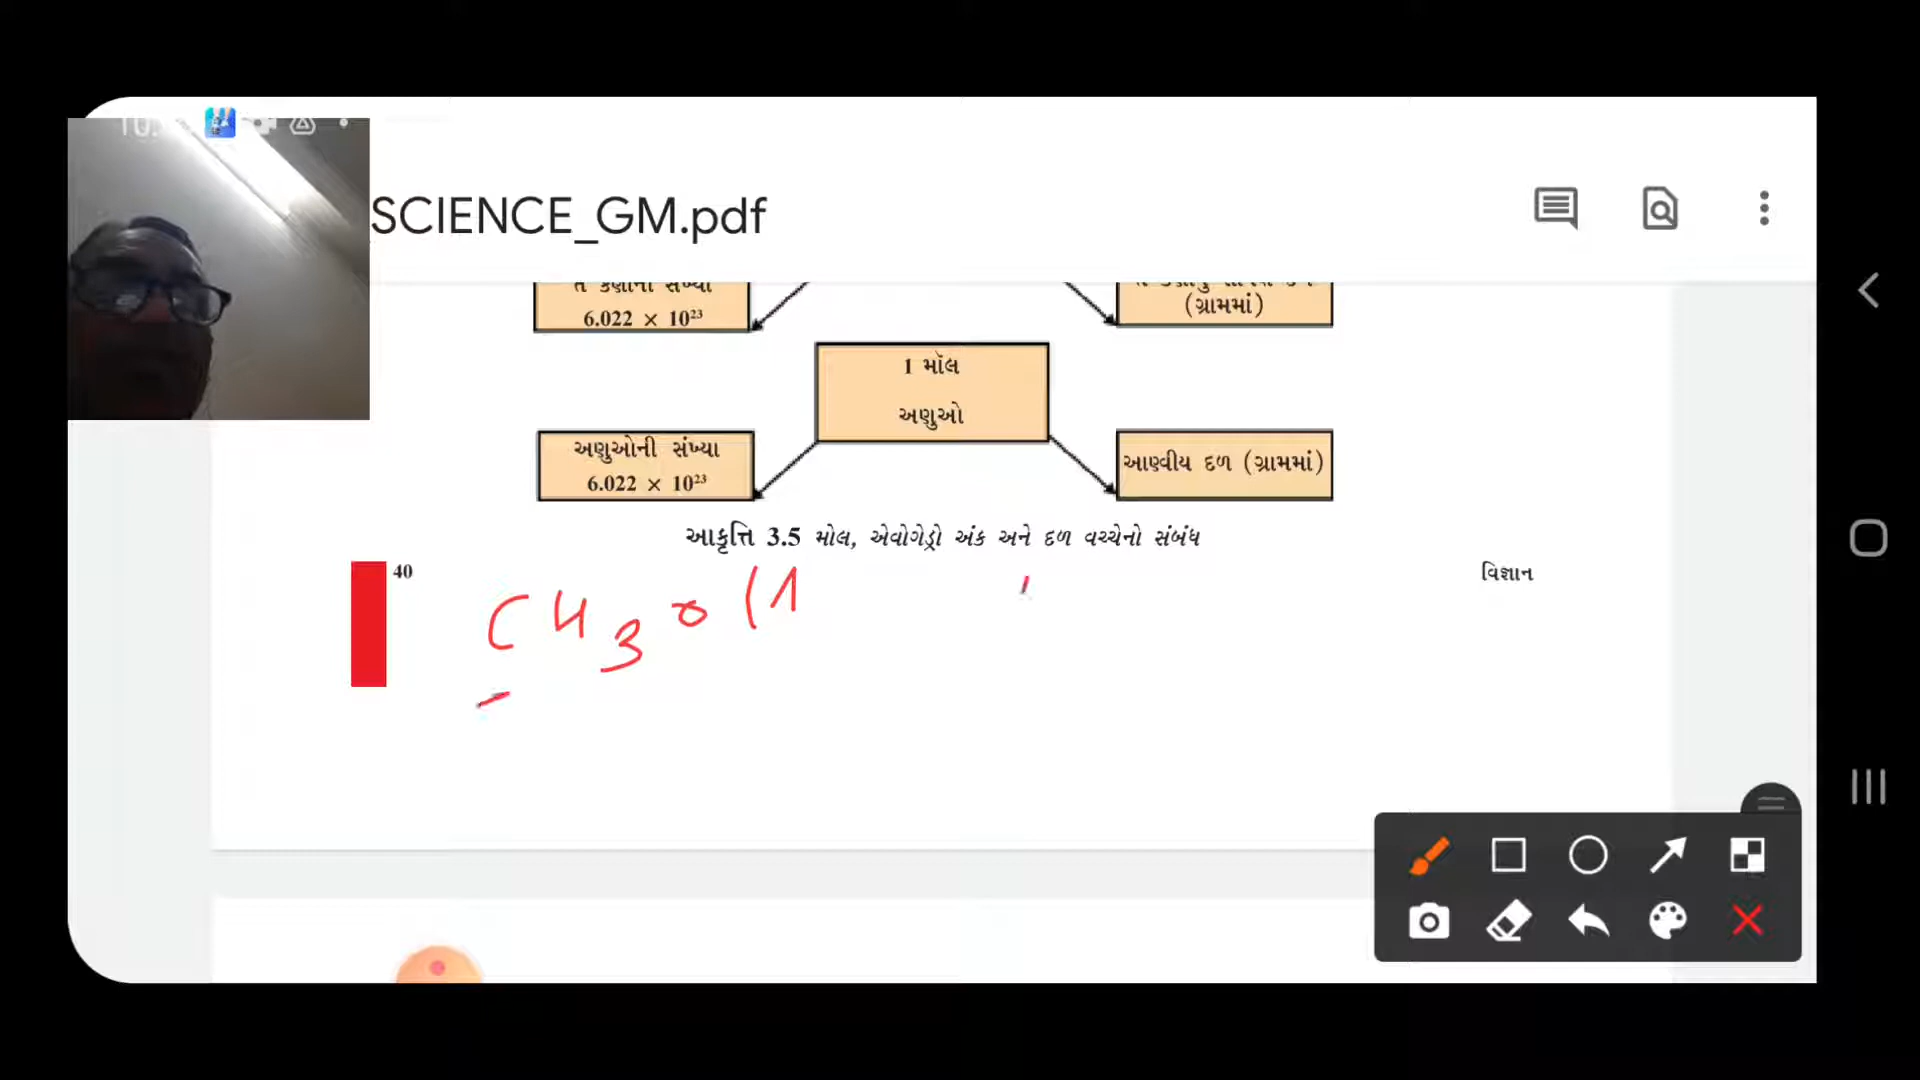 SCIENCE_GM.pdf
6.022 × 10²³
(ગ્રામમાં)
1 મૉલ
અણુઓ
અણુઓની સંખ્યા
6.022 × 10²³
આણ્વીય દળ (ગ્રામમાં)
આકૃત્તિ 3.5 મોલ, એવોગેડ્રો અંક અને દળ વચ્ચેનો સંબંધ
40
વિજ્ઞાન
CH₃O